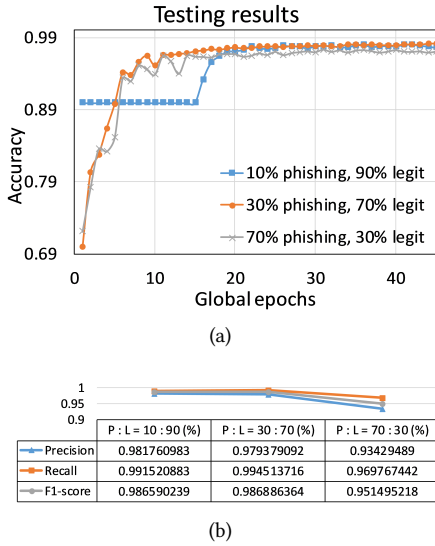 Testing results
0.99
0.89
0.79
0.69
Accuracy
10% phishing, 90% legit
30% phishing, 70% legit
70% phishing, 30% legit
0 10 20 30 40
Global epochs
(a)
1
0.95
0.9
P : L = 10 : 90 (%) P : L = 30 : 70 (%) P : L = 70 : 30 (%)
Precision 0.981760983 0.979379092 0.93429489
Recall 0.991520883 0.994513716 0.969767442
F1-score 0.986590239 0.986886364 0.951495218
(b)